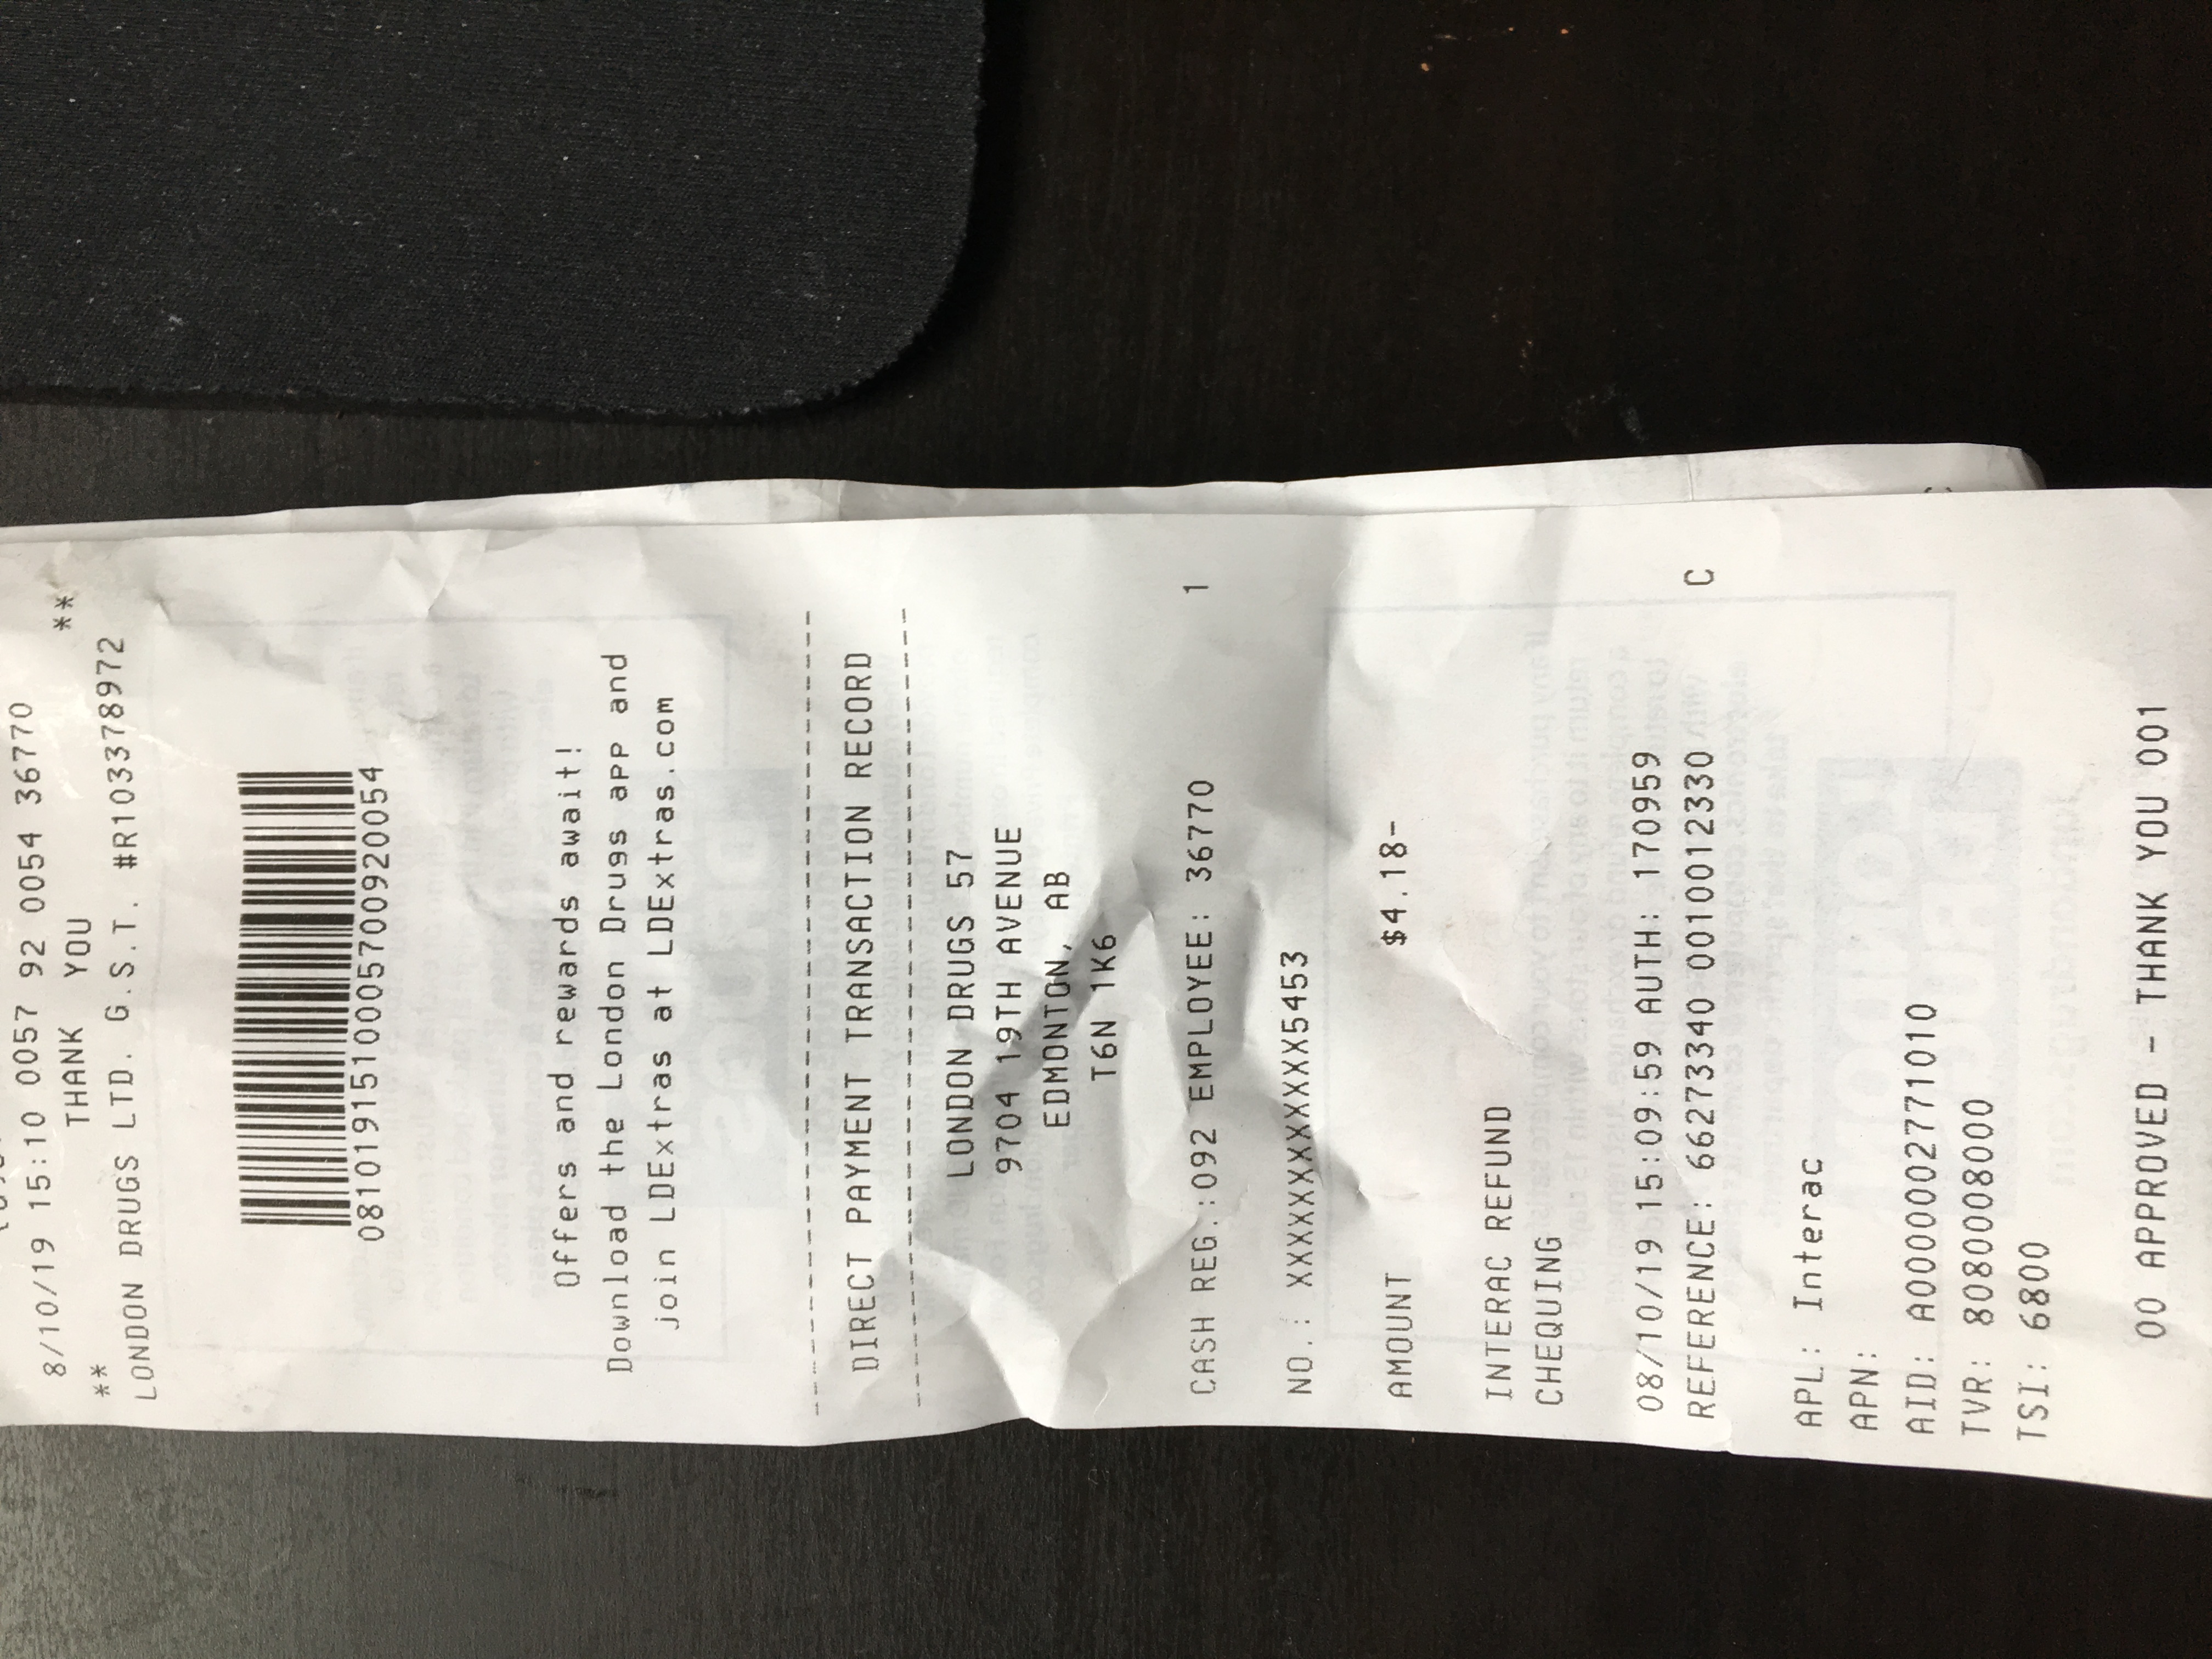 8/10/19 15:10 0057 92 0054 36770
** THANK YOU **
LONDON DRUGS LTD. G.S.T. #R103378972
08101915100057009200 54
Offers and rewards await!
Download the London Drugs app and
join LDExtras at LDExtras.com
DIRECT PAYMENT TRANSACTION RECORD
LONDON DRUGS 57
9704 19TH AVENUE
EDMONTON, AB
T6N 1K6
CASH REG.:092 EMPLOYEE: 36770 1
NO.: XXXXXXXXXXXX5453
AMOUNT $4.18-
INTERAC REFUND
CHEQUING
08/10/19 15:09:59 AUTH: 170959
REFERENCE: 66273340 0010012330 C
APL: Interac
APN:
AID: A0000002771010
TVR: 8080008000
TSI: 6800
00 APPROVED - THANK YOU 001